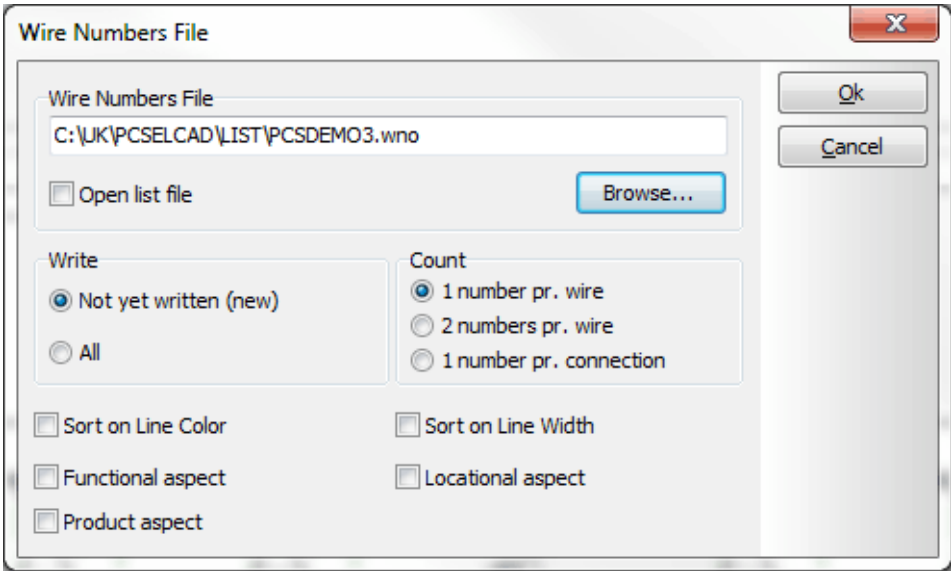 Wire Numbers File
Wire Numbers File
C:\UK\PCSELCAD\LIST\PCSDEMO3.wno
Open list file
Browse...
Ok
Cancel
Write
Not yet written (new)
All
Count
1 number pr. wire
2 numbers pr. wire
1 number pr. connection
Sort on Line Color
Sort on Line Width
Functional aspect
Locational aspect
Product aspect